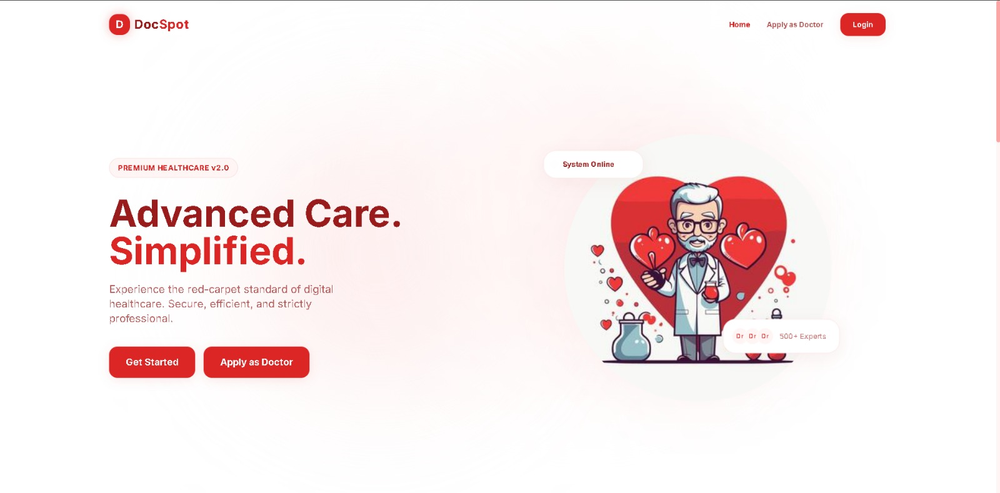 D DocSpot
Home Apply as Doctor Login
PREMIUM HEALTHCARE v2.0
Advanced Care.
Simplified.
Experience the red-carpet standard of digital
healthcare. Secure, efficient, and strictly
professional.
Get Started Apply as Doctor
System Online
Dr Dr Dr 500+ Experts